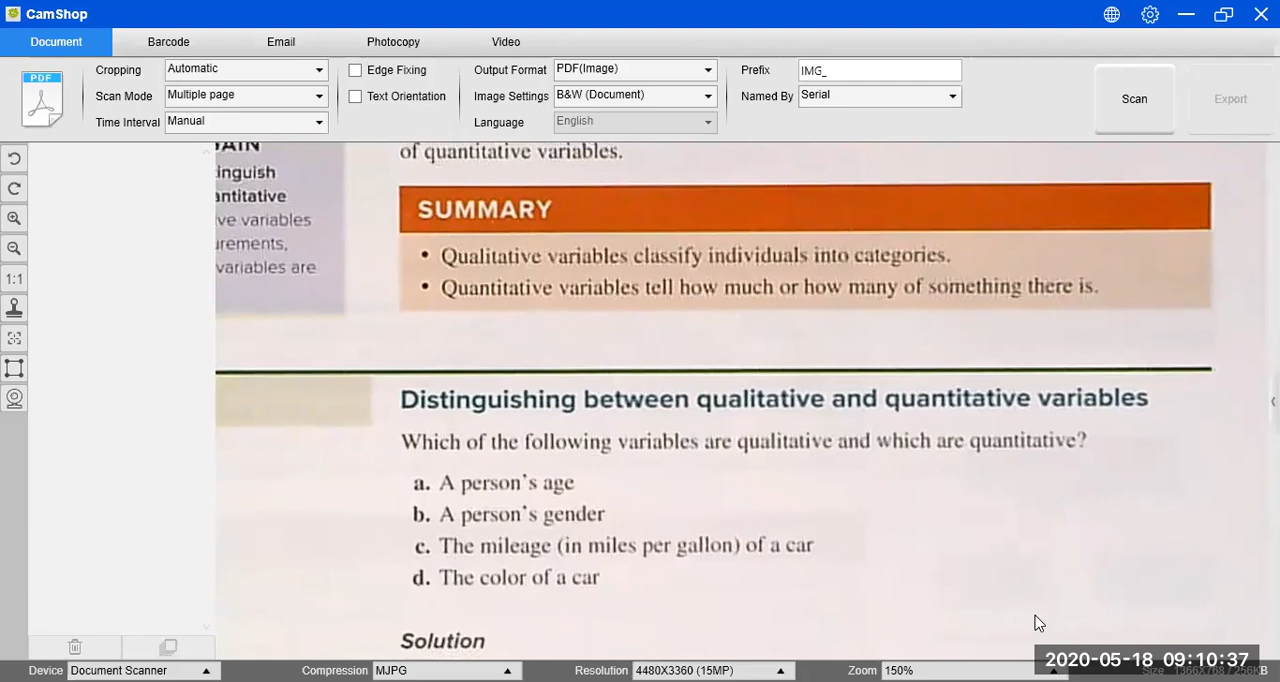 CamShop
Document Barcode Email Photocopy Video
PDF
Cropping Automatic Edge Fixing Output Format PDF(Image) Prefix IMG_
Scan Mode Multiple page Text Orientation Image Settings B&W (Document) Named By Serial Scan Export
Time Interval Manual Language English
of quantitative variables.
inguish
antitative
ve variables
rements,
variables are
SUMMARY
• Qualitative variables classify individuals into categories.
• Quantitative variables tell how much or how many of something there is.
Distinguishing between qualitative and quantitative variables
Which of the following variables are qualitative and which are quantitative?
a. A person's age
b. A person's gender
c. The mileage (in miles per gallon) of a car
d. The color of a car
Solution
1:1
Device Document Scanner Compression MJPG Resolution 4480X3360 (15MP) Zoom 150%
2020-05-18 09:10:37